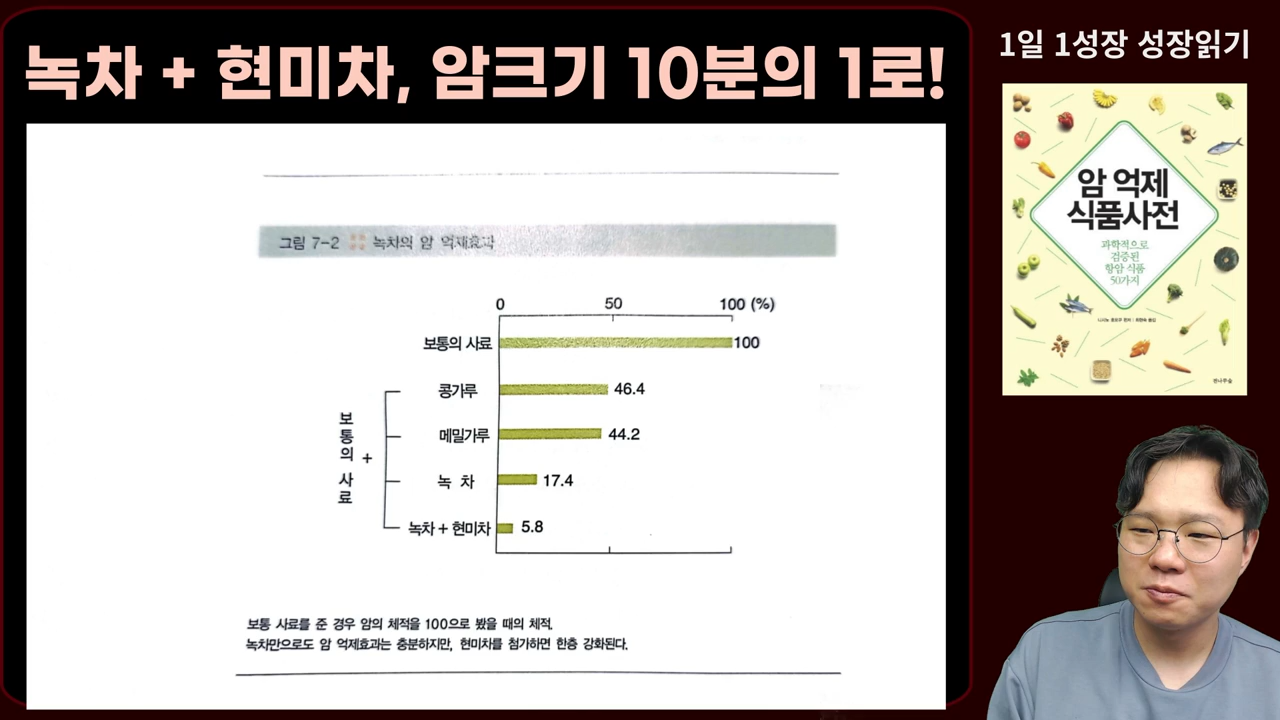 녹차 + 현미차, 암크기 10분의 1로!
1일 1성장 성장읽기
암 억제
식품사전
과학적으로
검증된
항암 식품
50가지
전나무숲
그림 7-2 녹차의 암 억제효과
0 50 100 (%)
보통의 사료 100
보통의 사료 +
콩가루 46.4
메밀가루 44.2
녹 차 17.4
녹차 + 현미차 5.8
보통 사료를 준 경우 암의 체적을 100으로 봤을 때의 체적.
녹차만으로도 암 억제효과는 충분하지만, 현미차를 첨가하면 한층 강화된다.